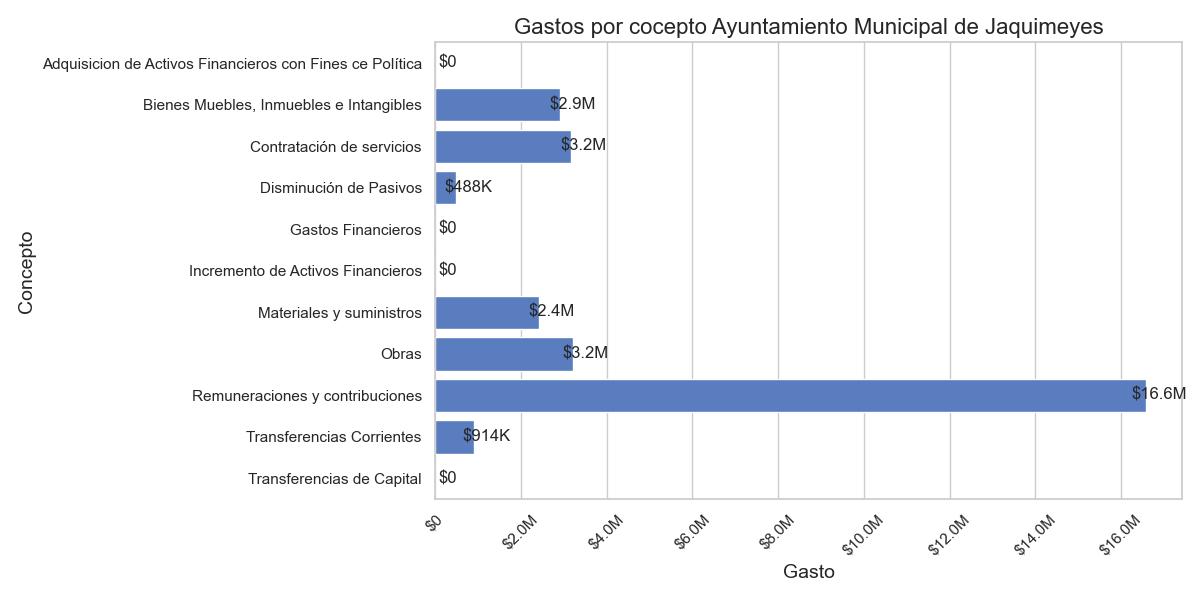 Gastos por cocepto Ayuntamiento Municipal de Jaquimeyes
Concepto
Adquisicion de Activos Financieros con Fines ce Política $0
Bienes Muebles, Inmuebles e Intangibles $2.9M
Contratación de servicios $3.2M
Disminución de Pasivos $488K
Gastos Financieros $0
Incremento de Activos Financieros $0
Materiales y suministros $2.4M
Obras $3.2M
Remuneraciones y contribuciones $16.6M
Transferencias Corrientes $914K
Transferencias de Capital $0
$0 $2.0M $4.0M $6.0M $8.0M $10.0M $12.0M $14.0M $16.0M
Gasto